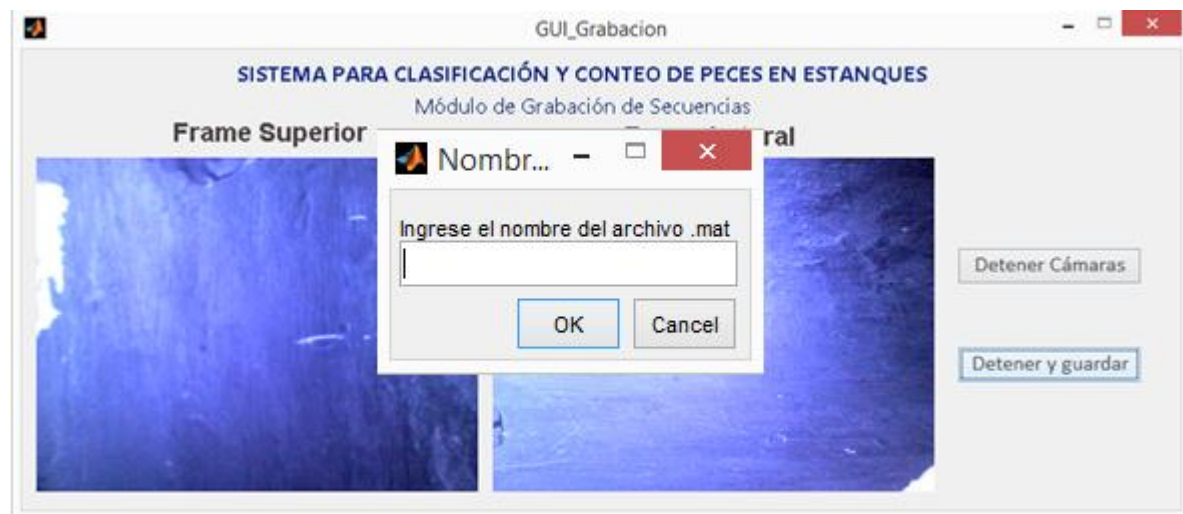 GUI_Grabacion
SISTEMA PARA CLASIFICACIÓN Y CONTEO DE PECES EN ESTANQUES
Módulo de Grabación de Secuencias
Frame Superior
ral
Nombr...
Ingrese el nombre del archivo .mat
OK
Cancel
Detener Cámaras
Detener y guardar